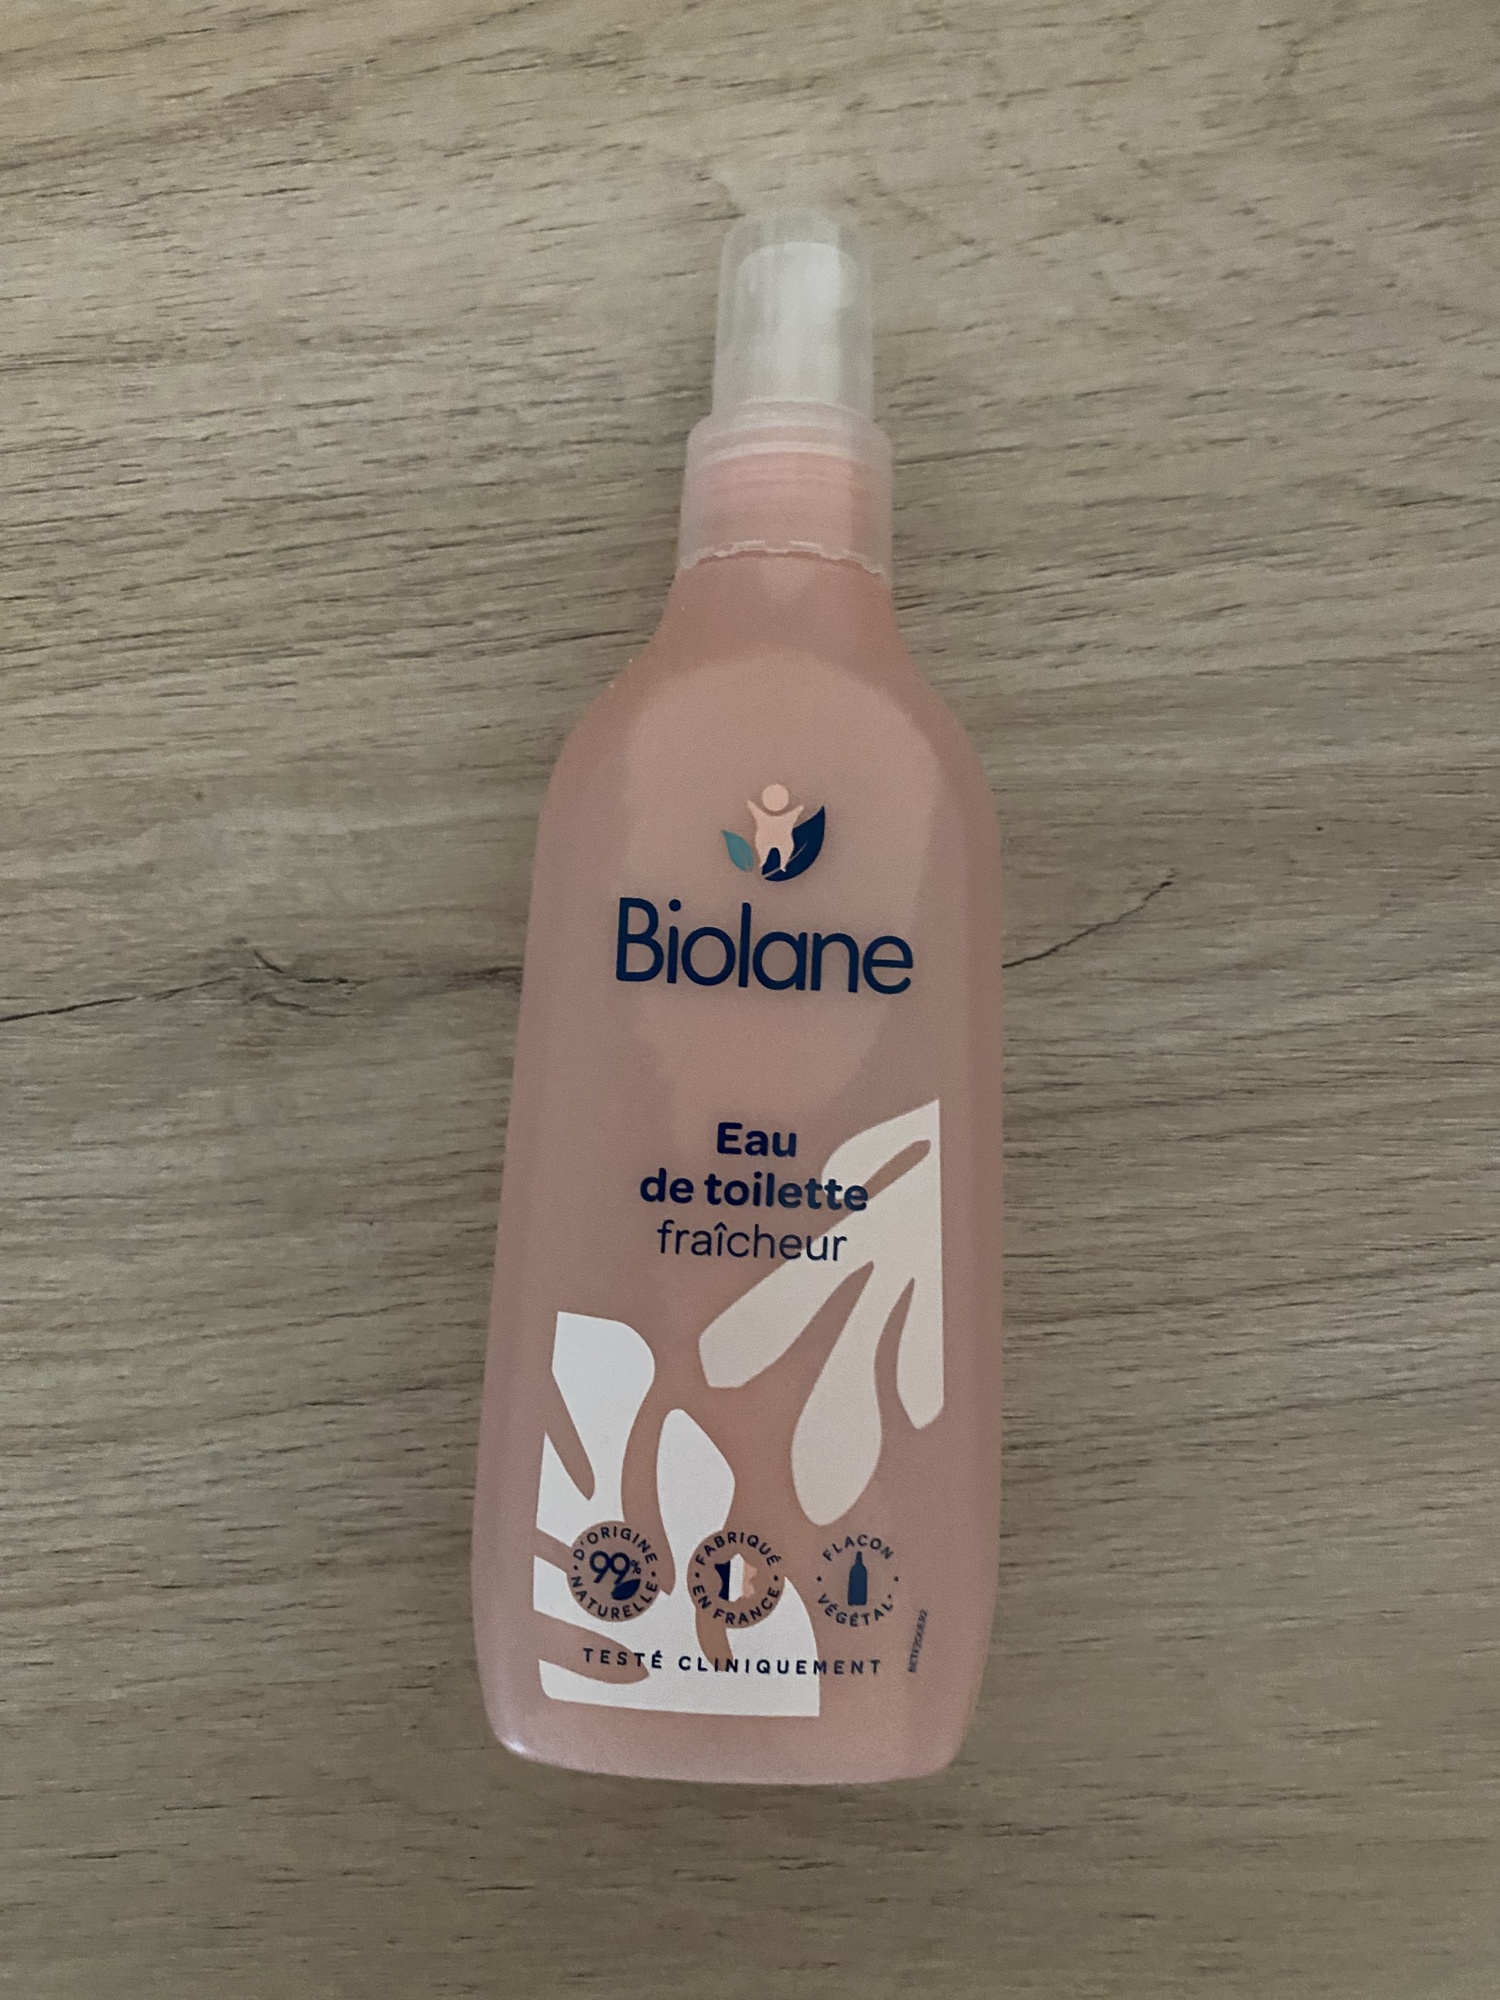 Biolane
Eau
de toilette
fraîcheur
D'ORIGINE
99%
NATURELLE
FABRIQUÉ
EN FRANCE
FLACON
VÉGÉTAL
TESTÉ CLINIQUEMENT